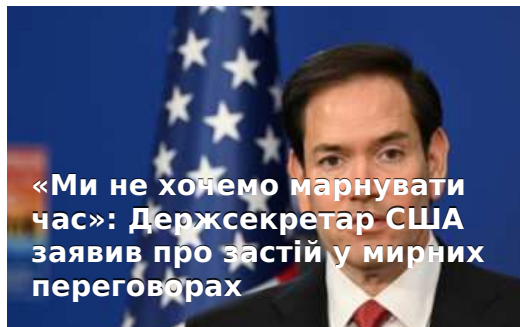 «Ми не хочемо марнувати
час»: Держсекретар США
заявив про застій у мирних
переговорах